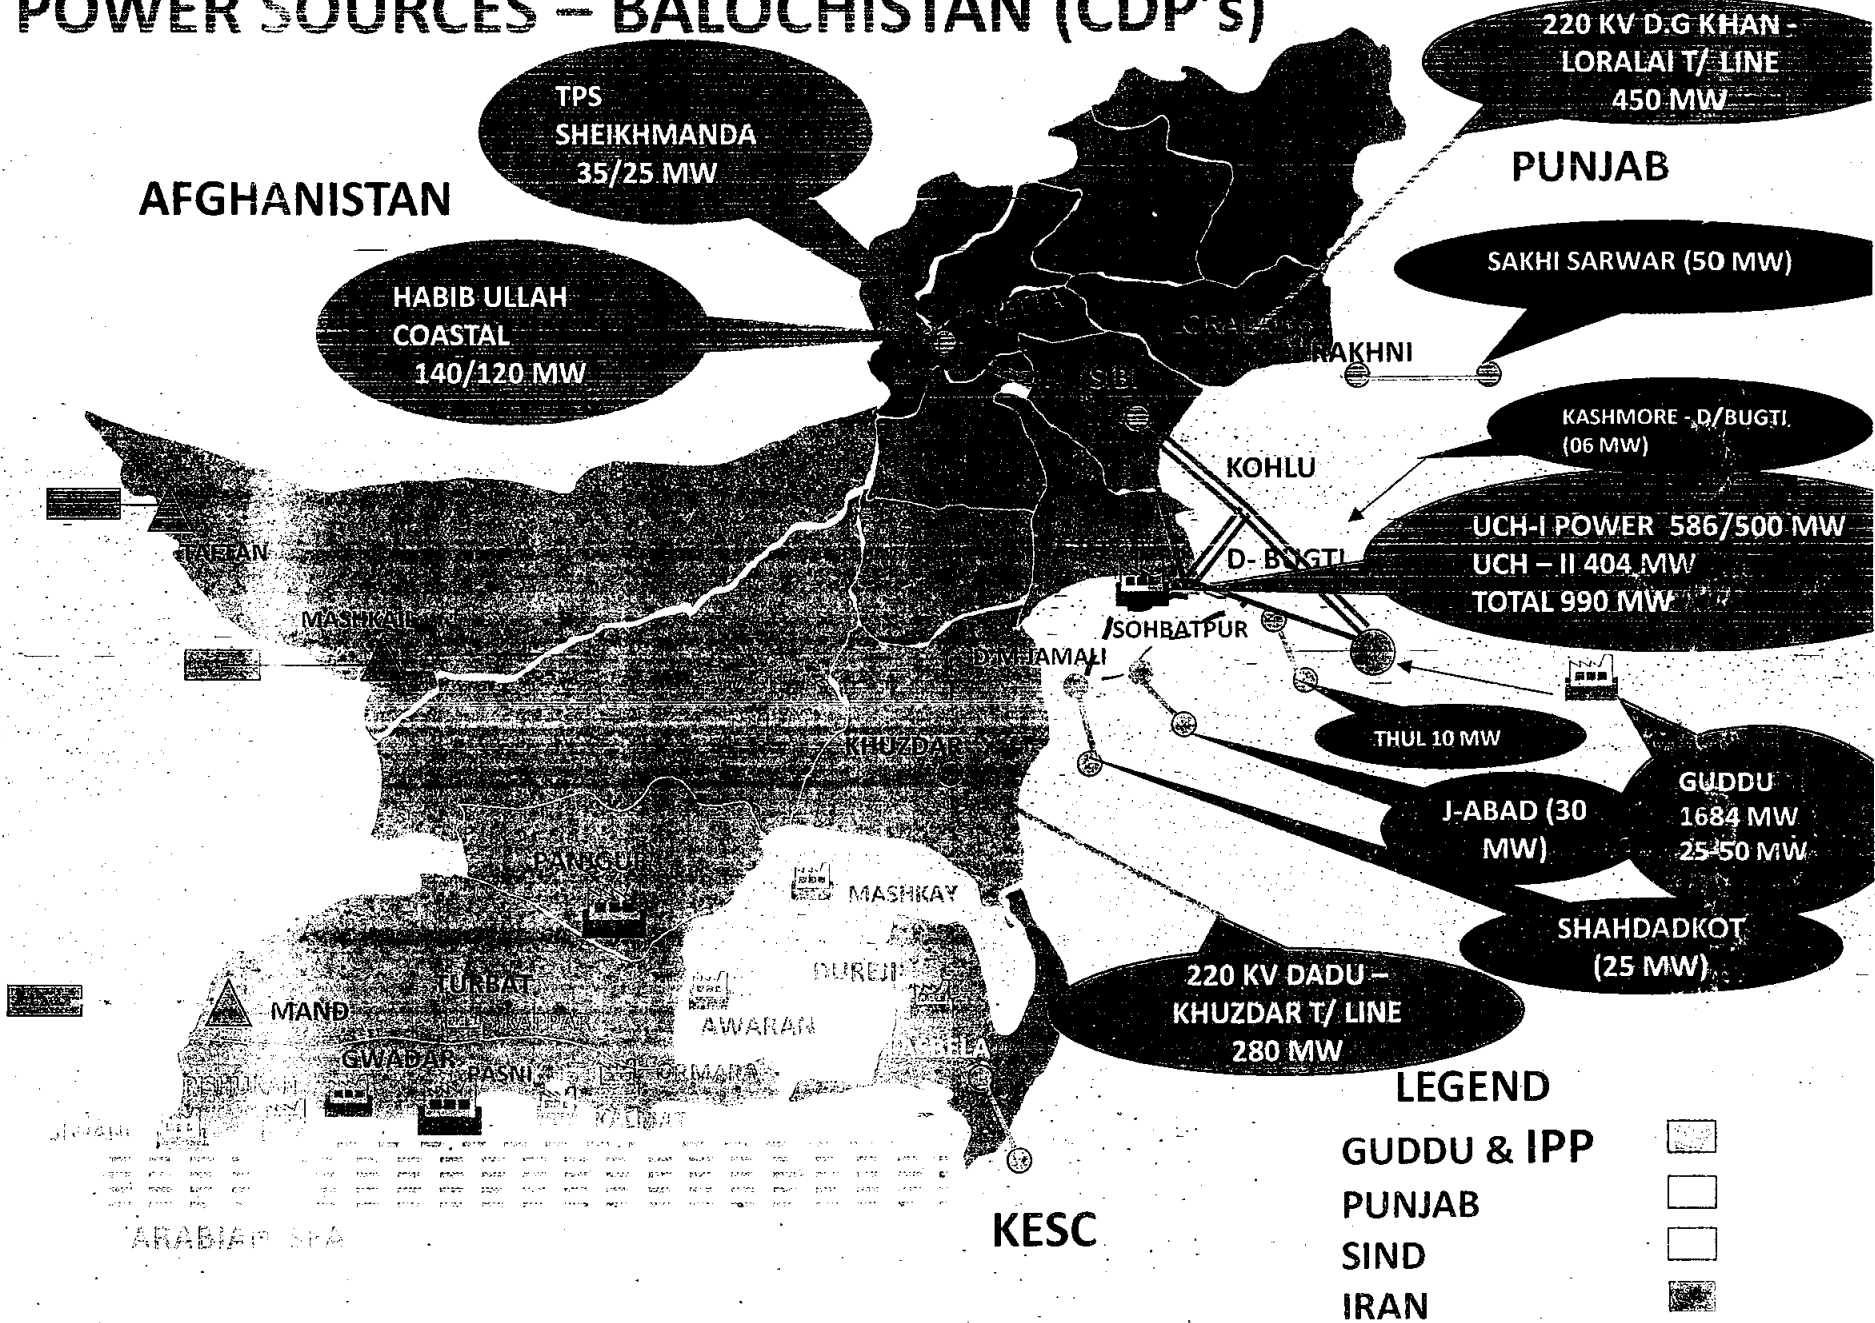 POWER SOURCES – BALOCHISTAN (CDP's)
220 KV D.G KHAN -
LORALAI T/ LINE
450 MW
TPS
SHEIKHMANDA
35/25 MW
PUNJAB
AFGHANISTAN
SAKHI SARWAR (50 MW)
HABIB ULLAH
COASTAL
140/120 MW
RAKHNI
SIBI
KASHMORE - D/BUGTI
(06 MW)
KOHLU
UCH-I POWER 586/500 MW
UCH – II 404 MW
TOTAL 990 MW
D- BUGTI
TAFTAN
MASHKAIL
SOHBATPUR
D.M.JAMALI
THUL 10 MW
KHUZDAR
GUDDU
1684 MW
25-50 MW
J-ABAD (30
MW)
PANJGUR
MASHKAY
SHAHDADKOT
(25 MW)
220 KV DADU –
KHUZDAR T/ LINE
280 MW
DUREJI
TURBAT
MAND
AWARAN
GWADAR
PASNI
ORMARA
LEGEND
GUDDU & IPP
PUNJAB
SIND
IRAN
KESC
ARABIAN SEA